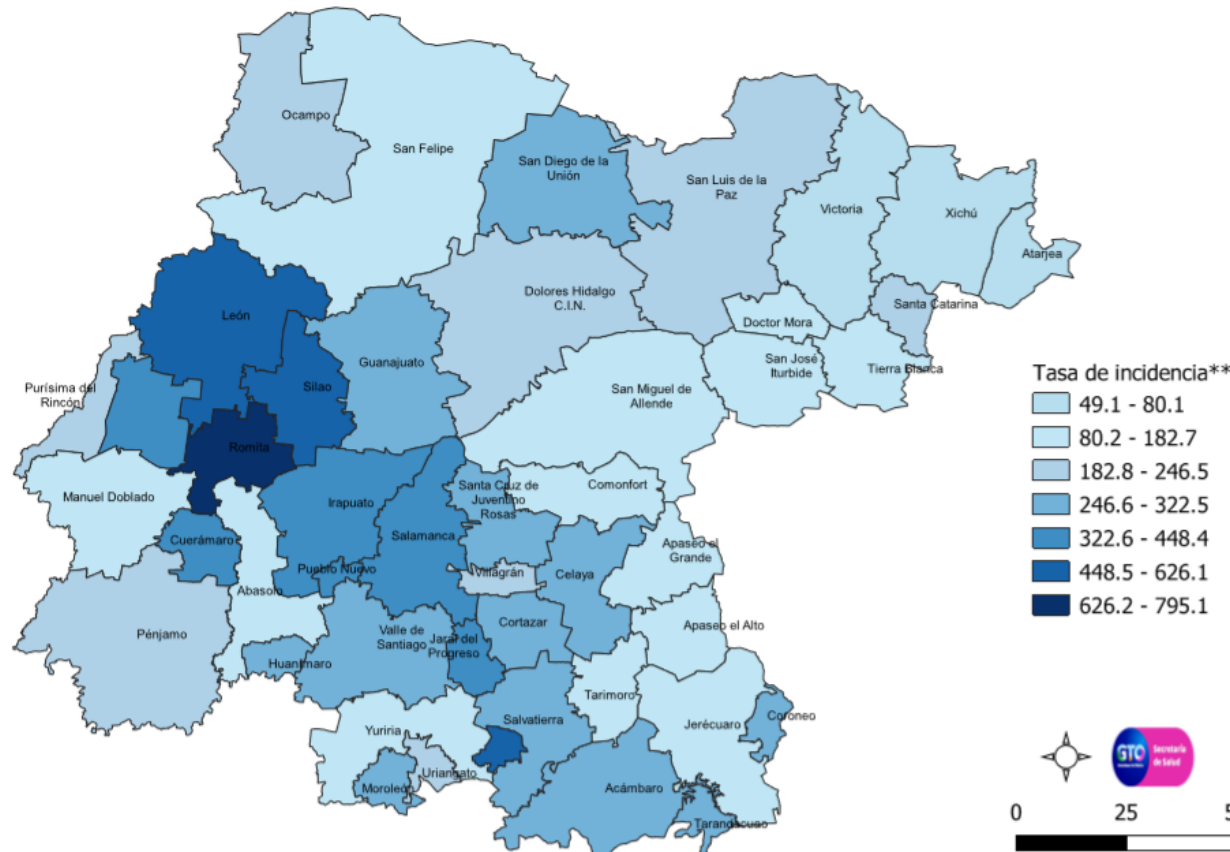 Ocampo
San Felipe
San Diego de la
Unión
San Luis de la
Paz
Victoria
Xichú
Atarjea
Santa Catarina
Dolores Hidalgo
C.I.N.
Doctor Mora
León
Guanajuato
San José
Iturbide
Tierra Blanca
Purísima del
Rincón
Silao
San Miguel de
Allende
Romita
Manuel Doblado
Irapuato
Santa Cruz de
Juventino
Rosas
Comonfort
Cuerámaro
Salamanca
Apaseo el
Grande
Pueblo Nuevo
Villagrán
Celaya
Abasolo
Pénjamo
Valle de
Santiago
Jaral del
Progreso
Cortazar
Apaseo el Alto
Huanímaro
Tarimoro
Yuriria
Salvatierra
Jerécuaro
Coroneo
Uriangato
Moroleón
Acámbaro
Tarandacuao
Tasa de incidencia**
49.1 - 80.1
80.2 - 182.7
182.8 - 246.5
246.6 - 322.5
322.6 - 448.4
448.5 - 626.1
626.2 - 795.1
GTO
Secretaría
de Salud
0 25 5